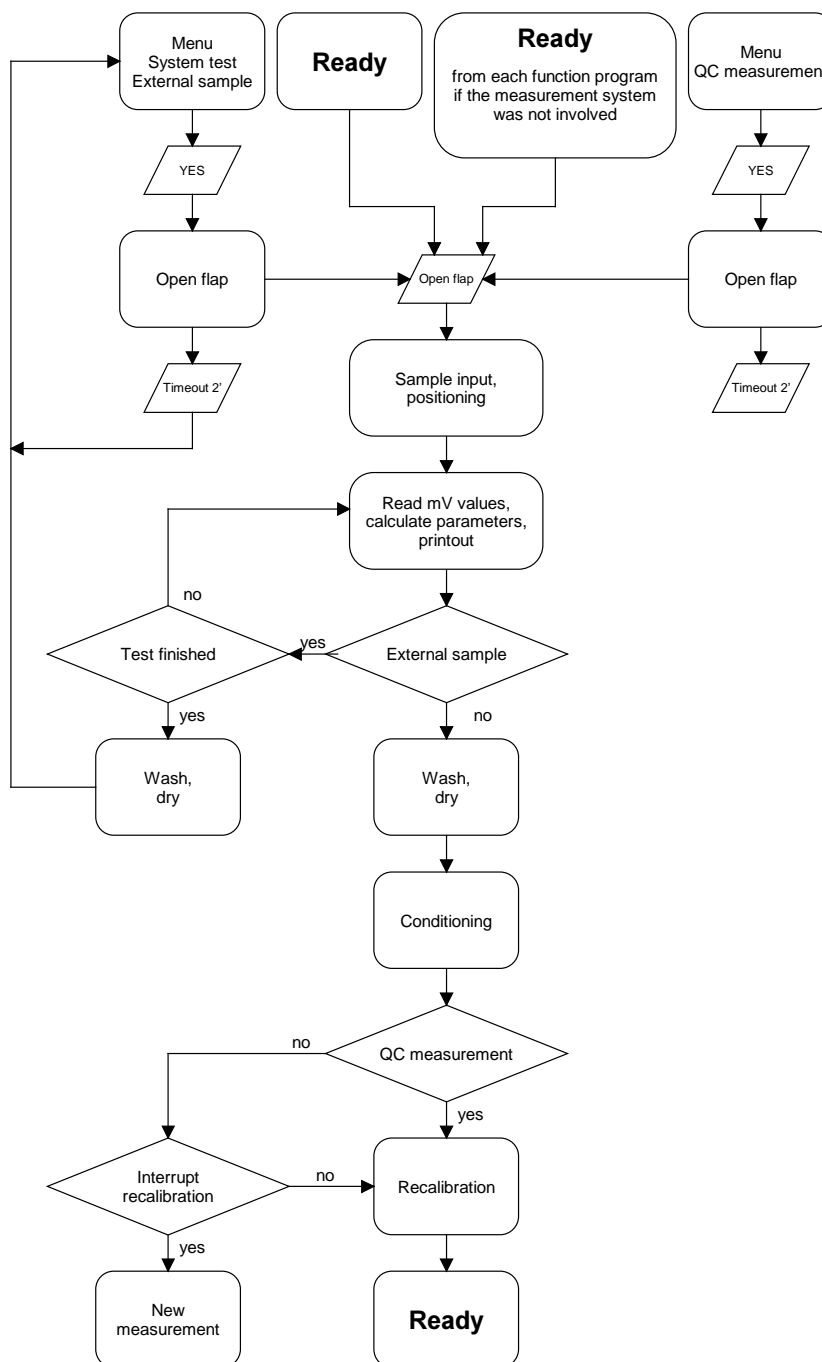 Menu
System test
External sample
Ready
Ready
from each function program
if the measurement system
was not involved
Menu
QC measurement
YES
YES
Open flap
Open flap
Open flap
Timeout 2'
Timeout 2'
Sample input,
positioning
Read mV values,
calculate parameters,
printout
no
Test finished
yes
External sample
yes
no
Wash,
dry
Wash,
dry
Conditioning
no
QC measurement
yes
Interrupt
recalibration
no
Recalibration
yes
New
measurement
Ready